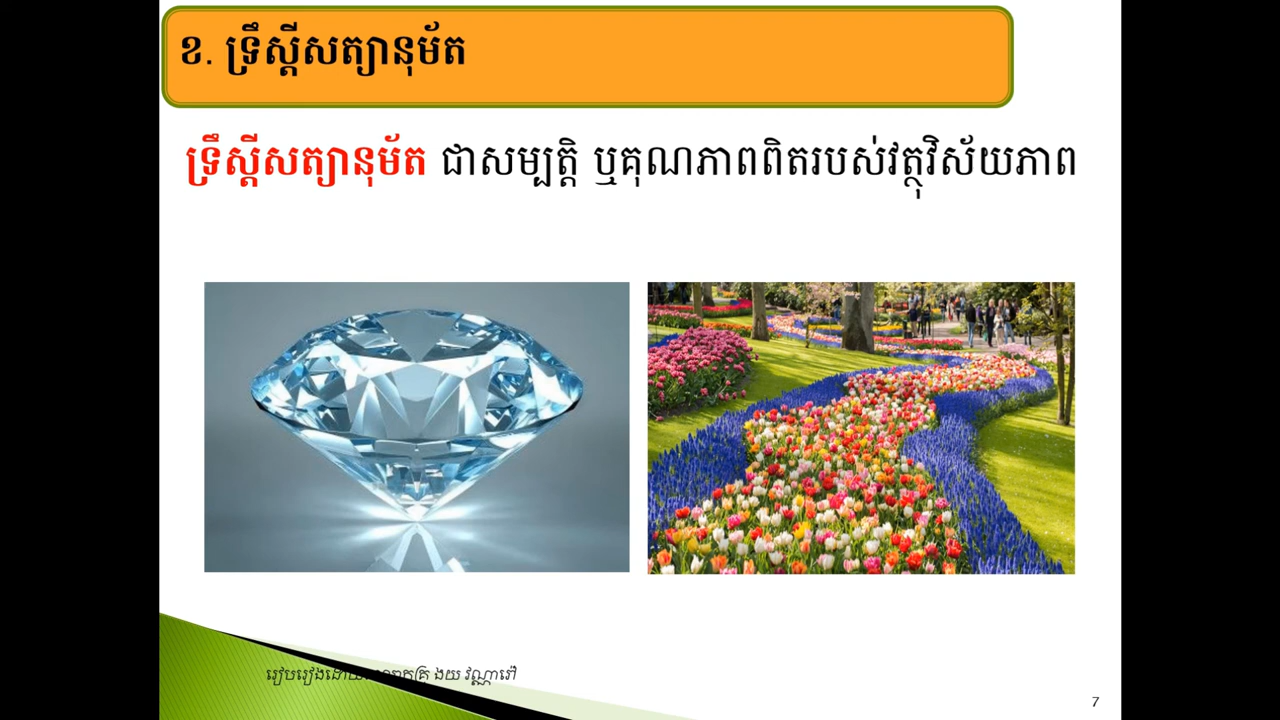 ខ. ទ្រឹស្តីសត្យានុម័ត
ទ្រឹស្តីសត្យានុម័ត ជាសម្បត្តិ ឬគុណភាពពិតរបស់វត្ថុវិស័យភាព
រៀបរៀងដោយ ងយ វណ្ណារ៉ៅ
7